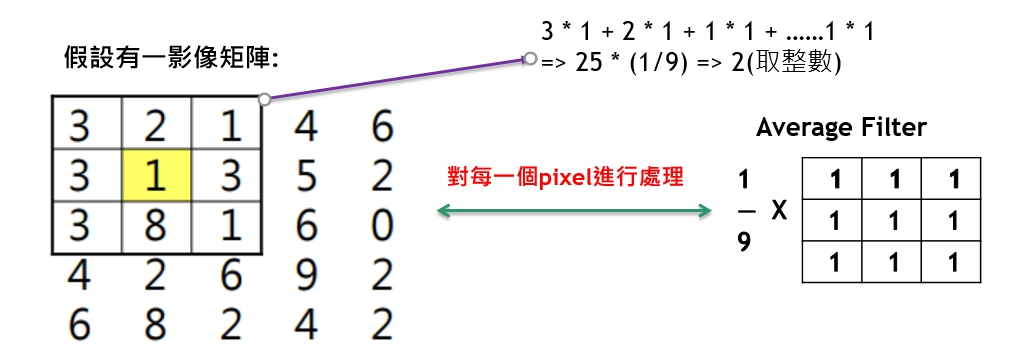 3 * 1 + 2 * 1 + 1 * 1 + ......1 * 1
=> 25 * (1/9) => 2(取整數)
假設有一影像矩陣:
3 2 1 4 6
3 1 3 5 2
3 8 1 6 0
4 2 6 9 2
6 8 2 4 2
對每一個pixel進行處理
Average Filter
1
—
9
X
1 1 1
1 1 1
1 1 1